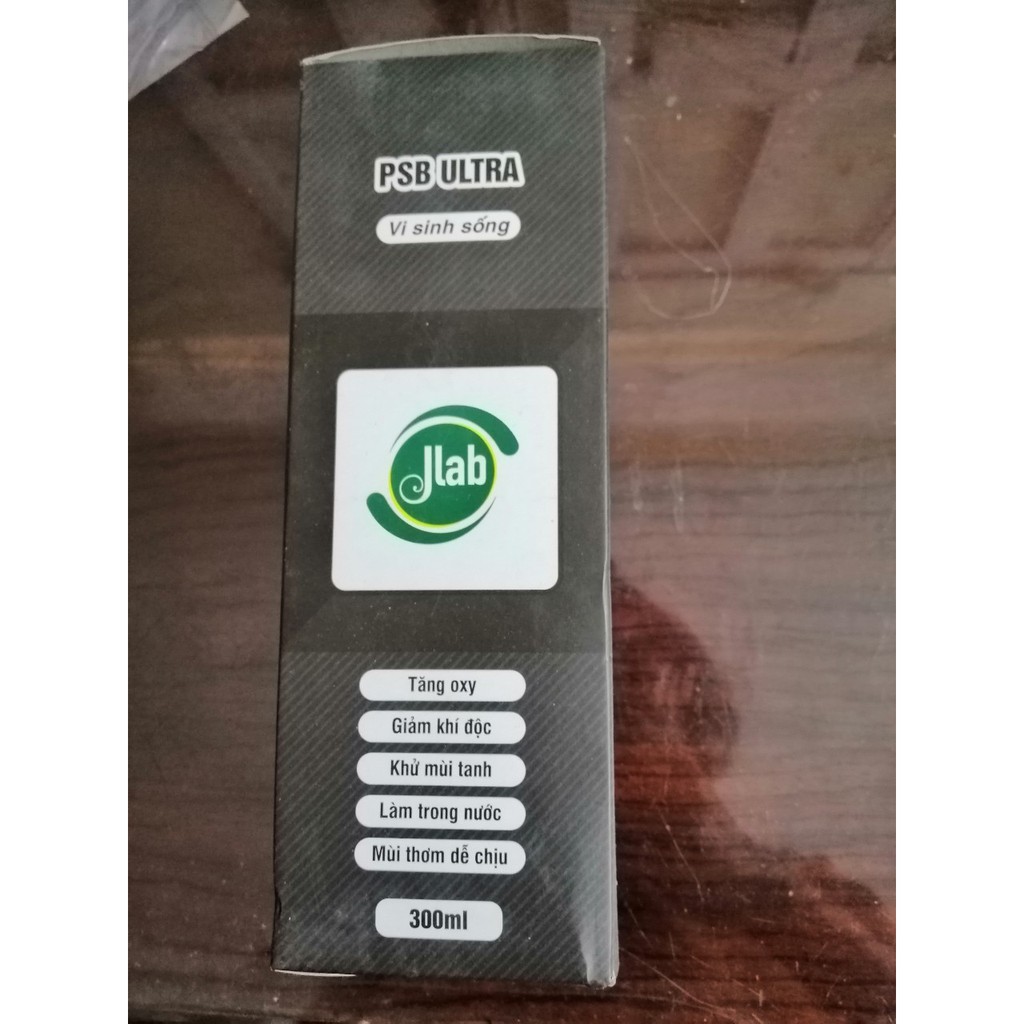 PSB ULTRA
Vi sinh sống
Jlab
Tăng oxy
Giảm khí độc
Khử mùi tanh
Làm trong nước
Mùi thơm dễ chịu
300ml